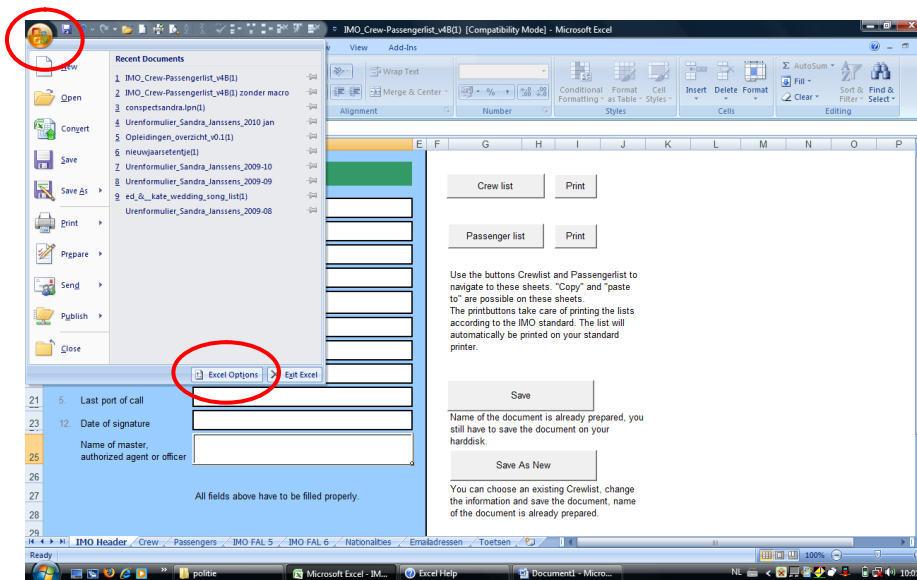 IMO_Crew-Passengerlist_v4B(1) [Compatibility Mode] - Microsoft Excel
View Add-Ins
New
Open
Convert
Save
Save As
Print
Prepare
Send
Publish
Close
Recent Documents
1 IMO_Crew-Passengerlist_v4B(1)
2 IMO_Crew-Passengerlist_v4B(1) zonder macro
3 conspectsandra.lpn(1)
4 Urenformulier_Sandra_Janssens_2010 jan
5 Opleidingen_overzicht_v0.1(1)
6 nieuwjaarsetentje(1)
7 Urenformulier_Sandra_Janssens_2009-10
8 Urenformulier_Sandra_Janssens_2009-09
9 ed_&__kate_wedding_song_list(1)
Urenformulier_Sandra_Janssens_2009-08
Excel Options Exit Excel
Wrap Text
Merge & Center
Alignment
%
Number
Conditional Formatting
Format as Table
Cell Styles
Styles
Insert Delete Format
Cells
Σ AutoSum
Fill
Clear
Sort & Filter
Find & Select
Editing
E F G H I J K L M N O P
Crew list Print
Passenger list Print
Use the buttons Crewlist and Passengerlist to
navigate to these sheets. "Copy" and "paste
to" are possible on these sheets.
The printbuttons take care of printing the lists
according to the IMO standard. The list will
automatically be printed on your standard
printer.
Save
Name of the document is already prepared, you
still have to save the document on your
harddisk.
Save As New
You can choose an existing Crewlist, change
the information and save the document, name
of the document is already prepared.
21 5. Last port of call
23 12. Date of signature
Name of master,
25 authorized agent or officer
26
27 All fields above have to be filled properly.
28
29
IMO Header Crew Passengers IMO FAL 5 IMO FAL 6 Nationalities Emailadressen Toetsen
Ready 100%
politie Microsoft Excel - IM... Excel Help Document1 - Micro... NL